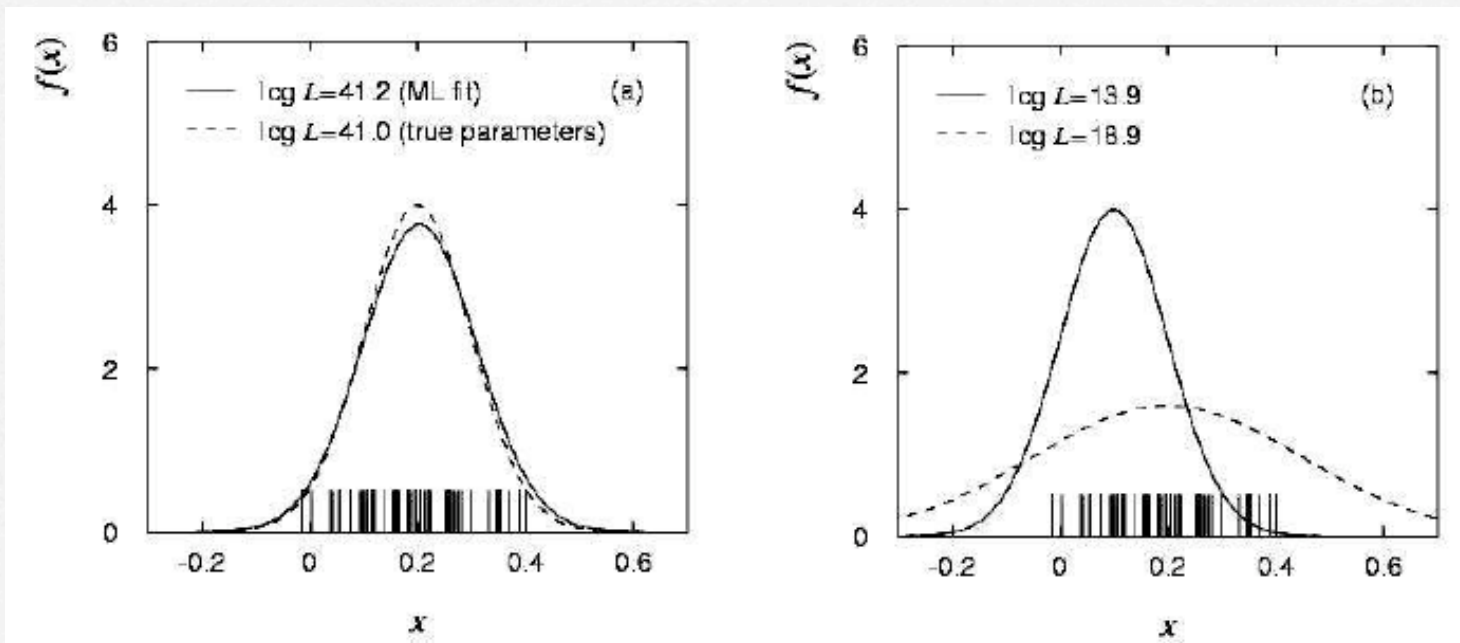 f(x)
6
4
2
0
log L=41.2 (ML fit)
log L=41.0 (true parameters)
(a)
-0.2 0 0.2 0.4 0.6
x
f(x)
6
4
2
0
log L=13.9
log L=18.9
(b)
-0.2 0 0.2 0.4 0.6
x